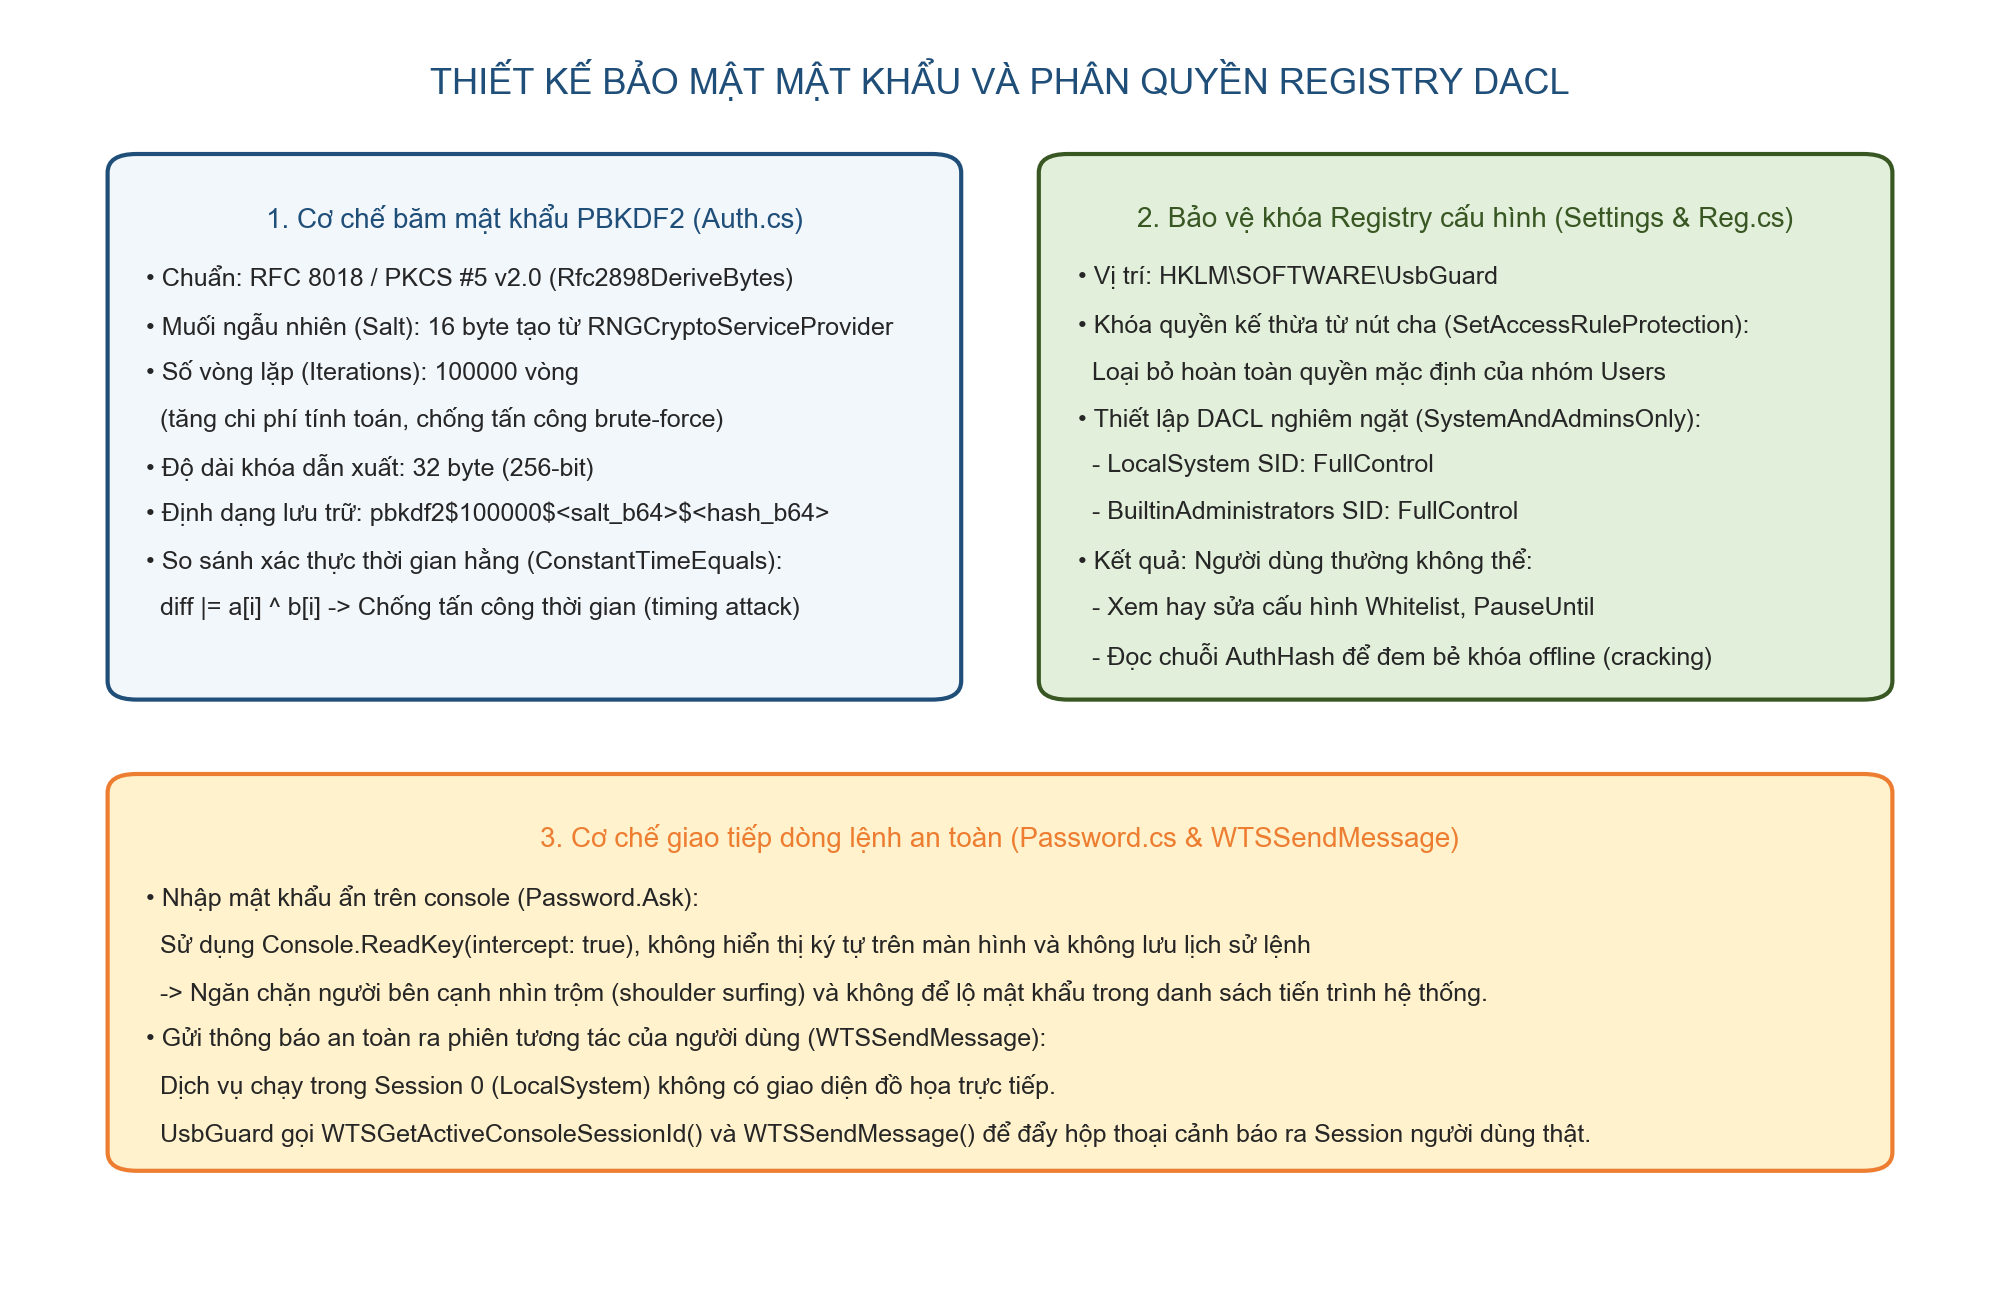 THIẾT KẾ BẢO MẬT MẬT KHẨU VÀ PHÂN QUYỀN REGISTRY DACL
1. Cơ chế băm mật khẩu PBKDF2 (Auth.cs)
• Chuẩn: RFC 8018 / PKCS #5 v2.0 (Rfc2898DeriveBytes)
• Muối ngẫu nhiên (Salt): 16 byte tạo từ RNGCryptoServiceProvider
• Số vòng lặp (Iterations): 100000 vòng
(tăng chi phí tính toán, chống tấn công brute-force)
• Độ dài khóa dẫn xuất: 32 byte (256-bit)
• Định dạng lưu trữ: pbkdf2$100000$<salt_b64>$<hash_b64>
• So sánh xác thực thời gian hằng (ConstantTimeEquals):
diff |= a[i] ^ b[i] -> Chống tấn công thời gian (timing attack)
2. Bảo vệ khóa Registry cấu hình (Settings & Reg.cs)
• Vị trí: HKLM\SOFTWARE\UsbGuard
• Khóa quyền kế thừa từ nút cha (SetAccessRuleProtection):
Loại bỏ hoàn toàn quyền mặc định của nhóm Users
• Thiết lập DACL nghiêm ngặt (SystemAndAdminsOnly):
- LocalSystem SID: FullControl
- BuiltinAdministrators SID: FullControl
• Kết quả: Người dùng thường không thể:
- Xem hay sửa cấu hình Whitelist, PauseUntil
- Đọc chuỗi AuthHash để đem bẻ khóa offline (cracking)
3. Cơ chế giao tiếp dòng lệnh an toàn (Password.cs & WTSSendMessage)
• Nhập mật khẩu ẩn trên console (Password.Ask):
Sử dụng Console.ReadKey(intercept: true), không hiển thị ký tự trên màn hình và không lưu lịch sử lệnh
-> Ngăn chặn người bên cạnh nhìn trộm (shoulder surfing) và không để lộ mật khẩu trong danh sách tiến trình hệ thống.
• Gửi thông báo an toàn ra phiên tương tác của người dùng (WTSSendMessage):
Dịch vụ chạy trong Session 0 (LocalSystem) không có giao diện đồ họa trực tiếp.
UsbGuard gọi WTSGetActiveConsoleSessionId() và WTSSendMessage() để đẩy hộp thoại cảnh báo ra Session người dùng thật.